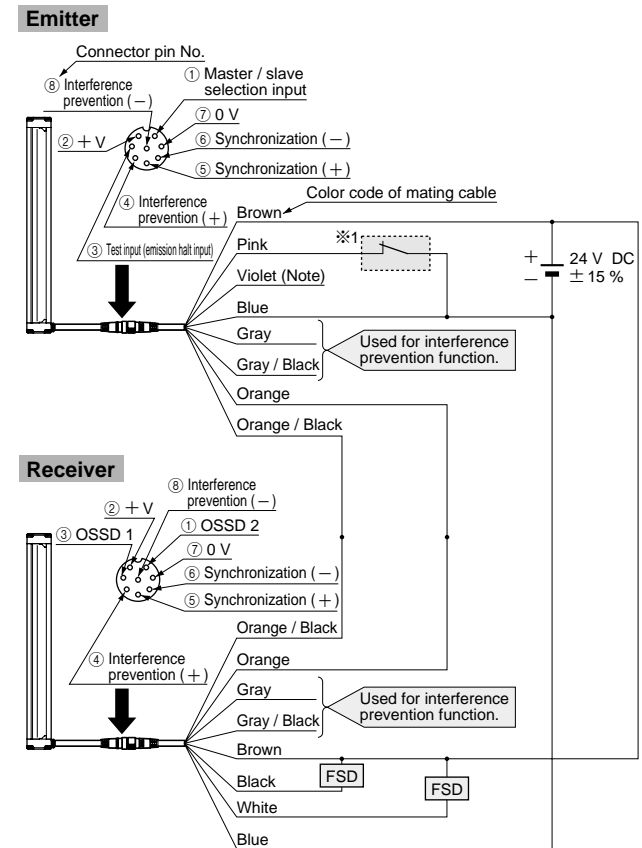 Emitter
Connector pin No.
① Master / slave
selection input
⑧ Interference
prevention (－)
⑦ 0 V
② ＋V
⑥ Synchronization (－)
⑤ Synchronization (＋)
Color code of mating cable
④ Interference
prevention (＋)
Brown
③ Test input (emission halt input)
Pink
※1
Violet (Note)
＋
－
24 V DC
±15 %
Blue
Gray
Gray / Black
Used for interference
prevention function.
Orange
Orange / Black
Receiver
⑧ Interference
prevention (－)
② ＋V
① OSSD 2
③ OSSD 1
⑦ 0 V
⑥ Synchronization (－)
⑤ Synchronization (＋)
Orange / Black
④ Interference
prevention (＋)
Orange
Gray
Gray / Black
Used for interference
prevention function.
Brown
Black
FSD
FSD
White
Blue